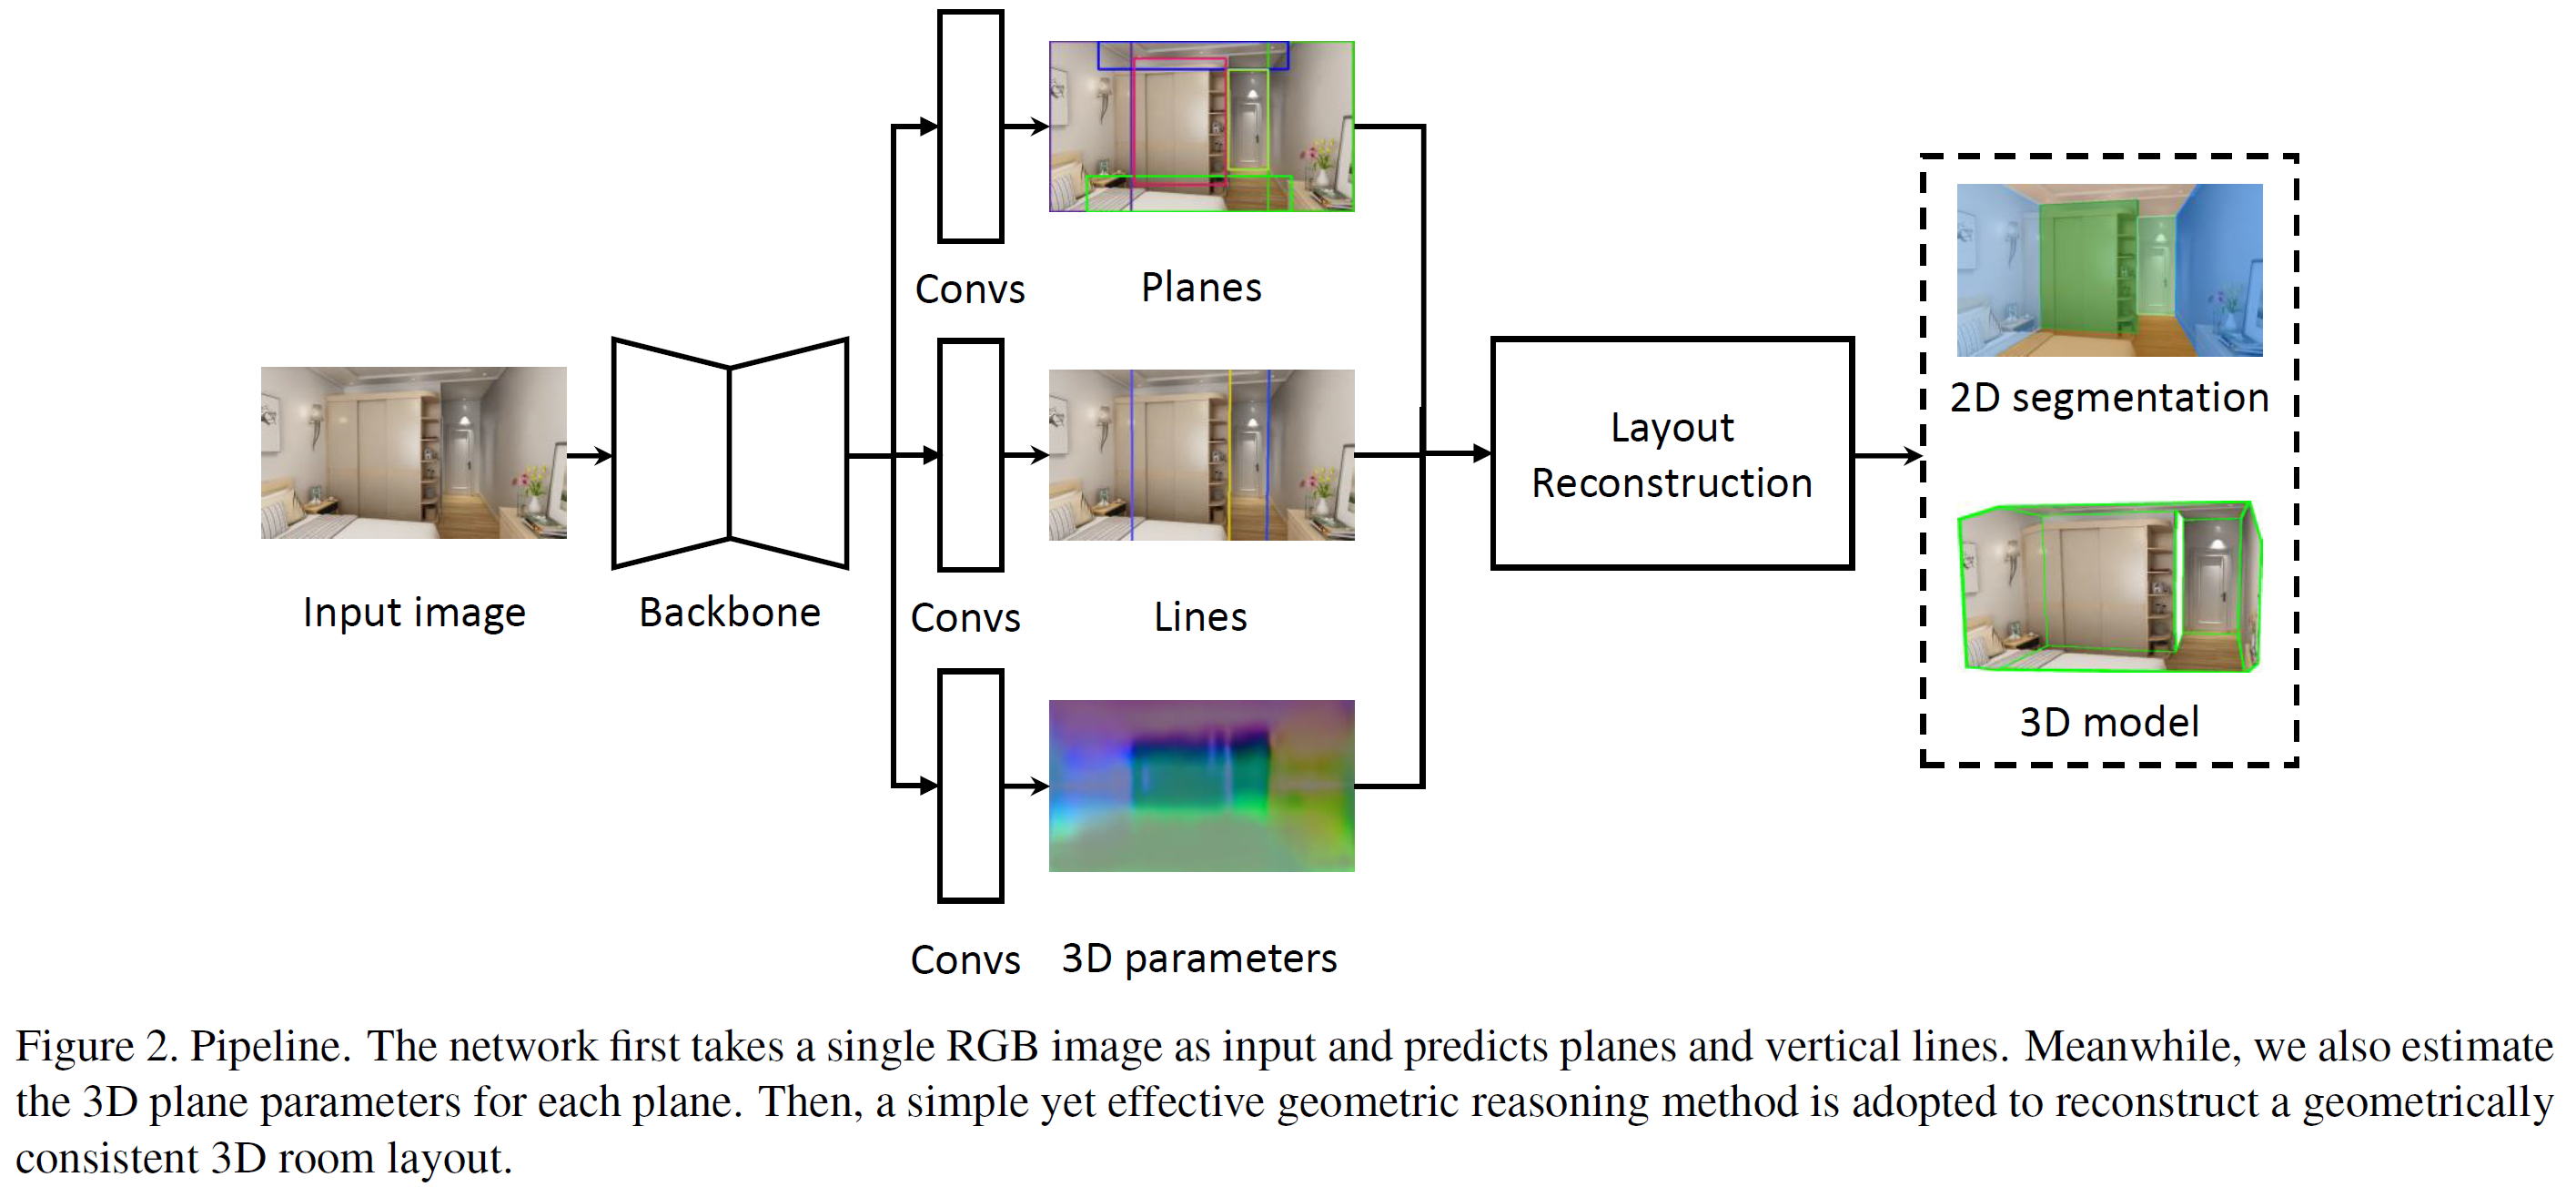 Convs
Planes
Input image
Backbone
Convs
Lines
Convs
3D parameters
Layout
Reconstruction
2D segmentation
3D model
Figure 2. Pipeline. The network first takes a single RGB image as input and predicts planes and vertical lines. Meanwhile, we also estimate
the 3D plane parameters for each plane. Then, a simple yet effective geometric reasoning method is adopted to reconstruct a geometrically
consistent 3D room layout.